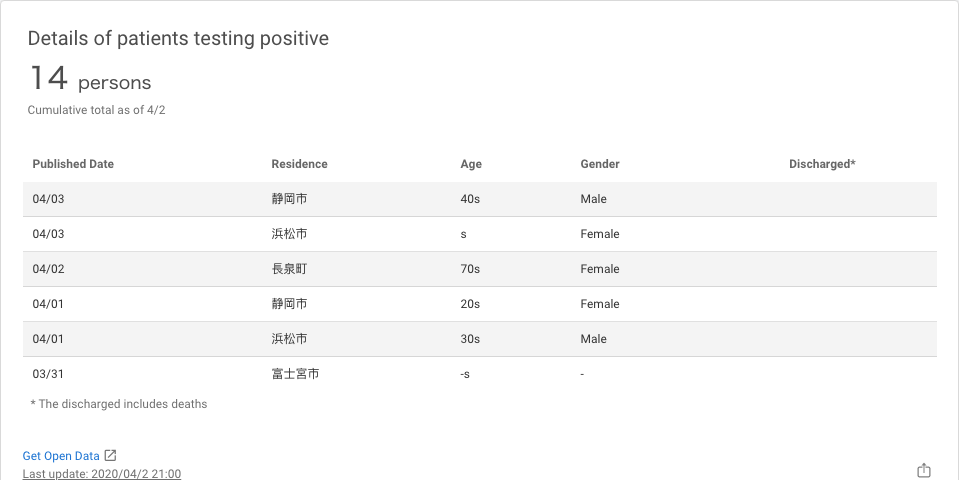 Details of patients testing positive
14 persons
Cumulative total as of 4/2
Published Date Residence Age Gender Discharged*
04/03 静岡市 40s Male
04/03 浜松市 s Female
04/02 長泉町 70s Female
04/01 静岡市 20s Female
04/01 浜松市 30s Male
03/31 富士宮市 -s -
* The discharged includes deaths
Get Open Data
Last update: 2020/04/2 21:00